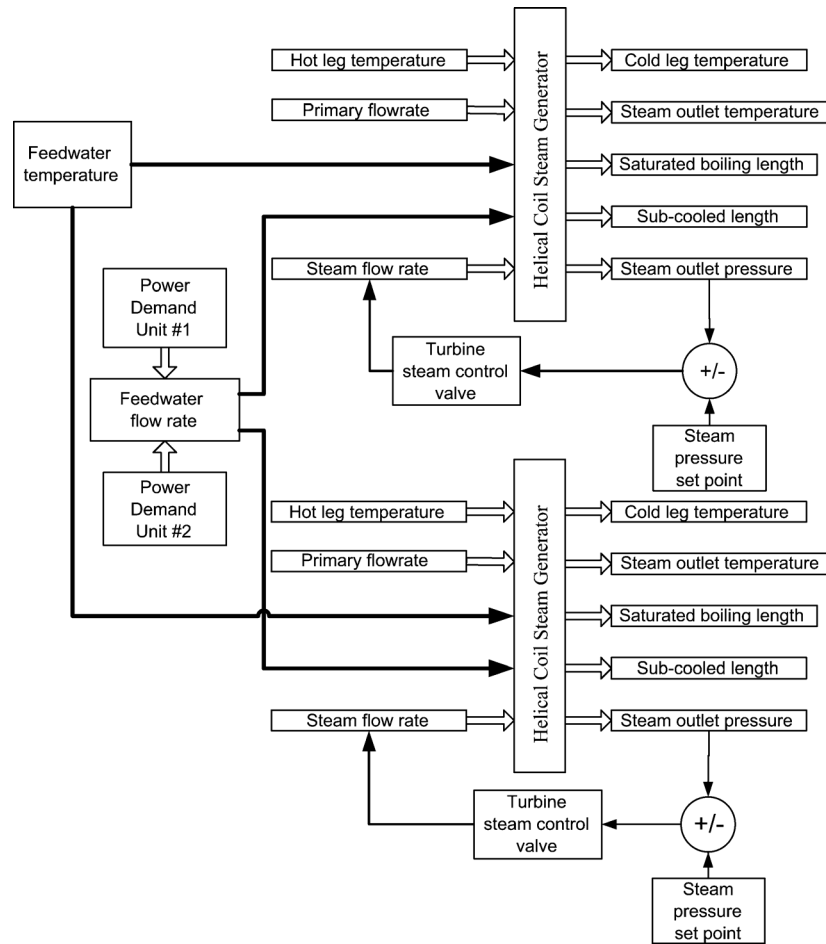 Hot leg temperature
Cold leg temperature
Primary flowrate
Steam outlet temperature
Feedwater
temperature
Saturated boiling length
Sub-cooled length
Steam flow rate
Steam outlet pressure
Helical Coil Steam Generator
Power
Demand
Unit #1
Turbine
steam control
valve
+/-
Feedwater
flow rate
Steam
pressure
set point
Power
Demand
Unit #2
Hot leg temperature
Cold leg temperature
Primary flowrate
Steam outlet temperature
Saturated boiling length
Sub-cooled length
Steam flow rate
Steam outlet pressure
Helical Coil Steam Generator
Turbine
steam control
valve
+/-
Steam
pressure
set point